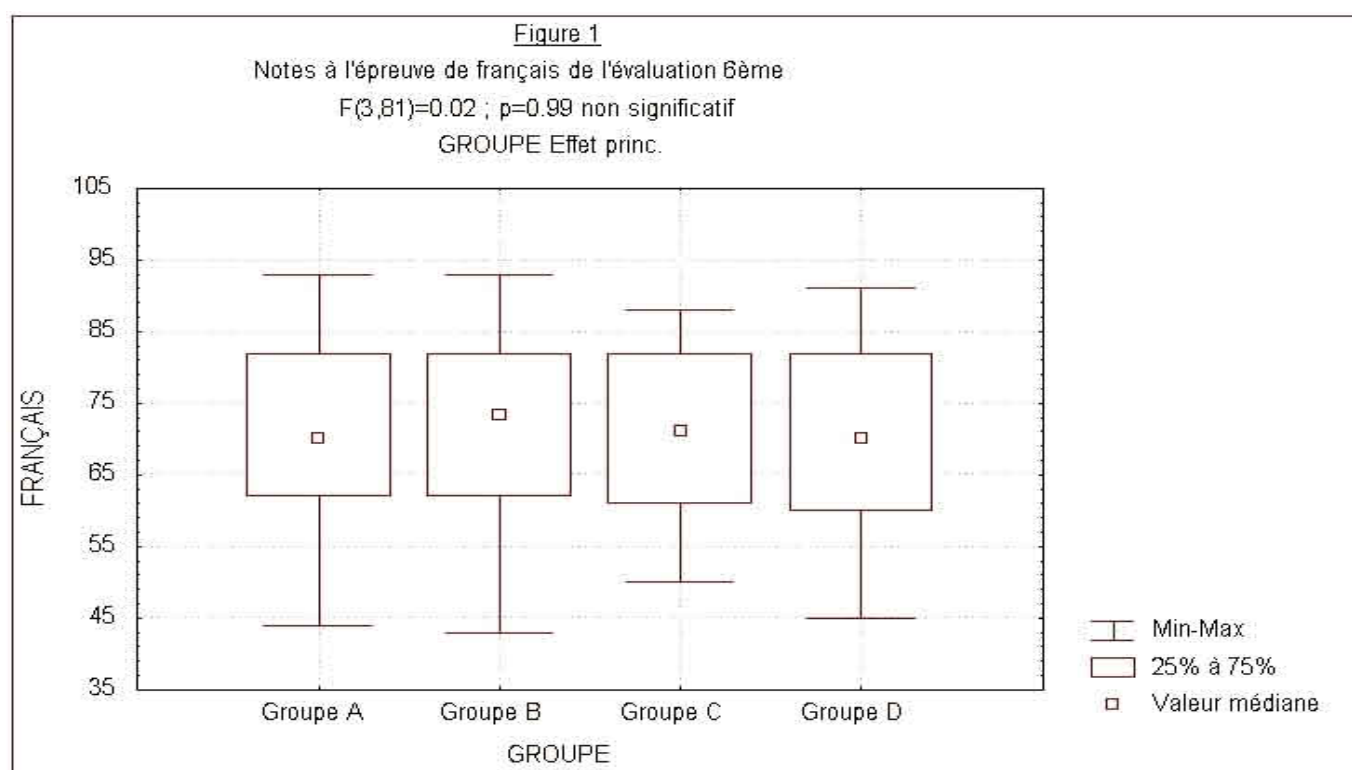 Figure 1
Notes à l'épreuve de français de l'évaluation 6ème
F(3,81)=0.02 ; p=0.99 non significatif
GROUPE Effet princ.
105
95
85
75
65
55
45
35
FRANÇAIS
Groupe A
Groupe B
Groupe C
Groupe D
GROUPE
Min-Max
25% à 75%
Valeur médiane